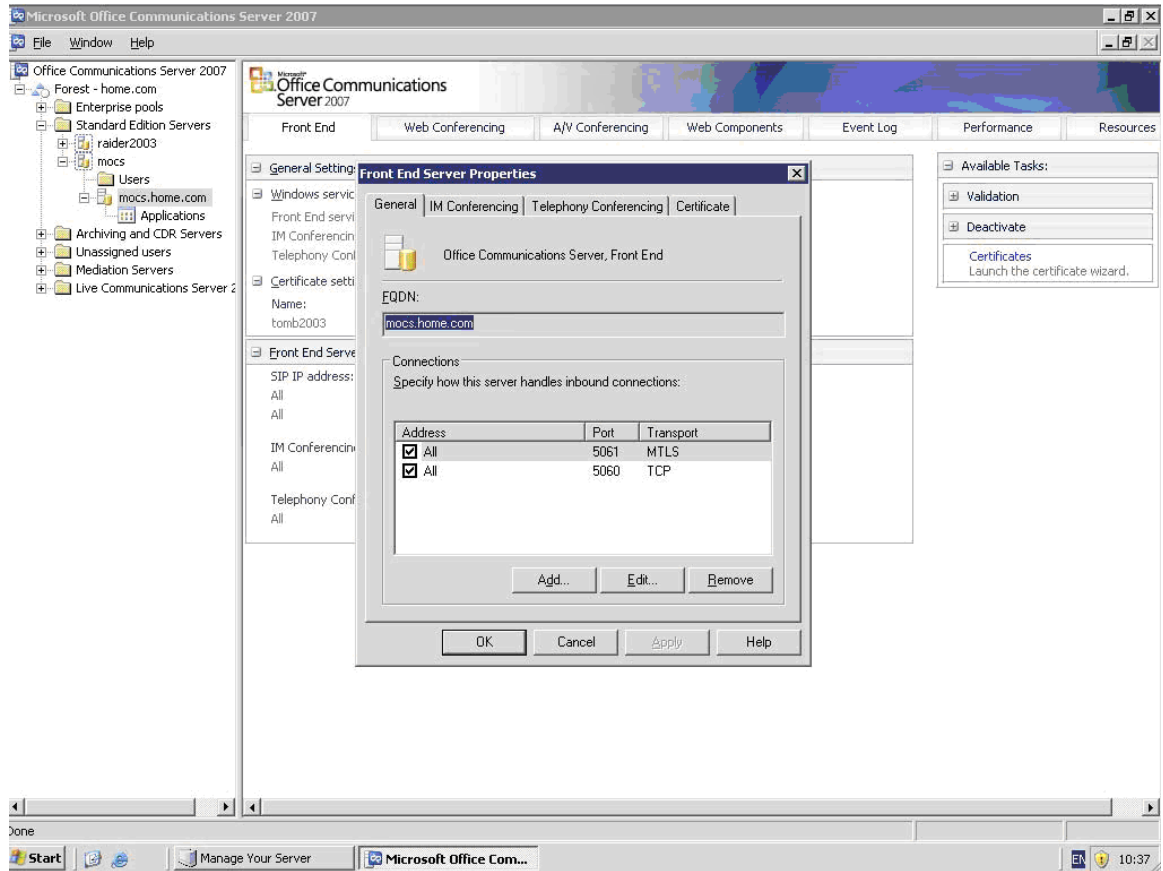 Microsoft Office Communications Server 2007
File Window Help
Office Communications Server 2007
Forest - home.com
Enterprise pools
Standard Edition Servers
raider2003
mocs
Users
mocs.home.com
Applications
Archiving and CDR Servers
Unassigned users
Mediation Servers
Live Communications Server 2
Microsoft
Office Communications
Server 2007
Front End Web Conferencing A/V Conferencing Web Components Event Log Performance Resources
General Setting
Windows servic
Front End servi
IM Conferencin
Telephony Conf
Certificate setti
Name:
tomb2003
Front End Serve
SIP IP address:
All
All
IM Conferencin
All
Telephony Conf
All
Front End Server Properties
General IM Conferencing Telephony Conferencing Certificate
Office Communications Server, Front End
FQDN:
mocs.home.com
Connections
Specify how this server handles inbound connections:
Address Port Transport
All 5061 MTLS
All 5060 TCP
Add... Edit... Remove
OK Cancel Apply Help
Available Tasks:
Validation
Deactivate
Certificates
Launch the certificate wizard.
Done
Start Manage Your Server Microsoft Office Com... EN 10:37